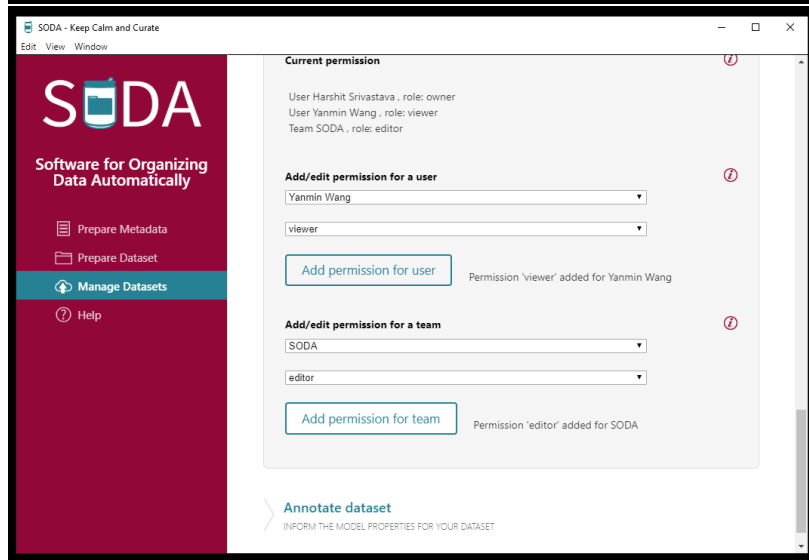 SODA - Keep Calm and Curate
Edit View Window
SODA
Software for Organizing
Data Automatically
Prepare Metadata
Prepare Dataset
Manage Datasets
Help
Current permission
User Harshit Srivastava , role: owner
User Yanmin Wang , role: viewer
Team SODA , role: editor
Add/edit permission for a user
Yanmin Wang
viewer
Add permission for user
Permission 'viewer' added for Yanmin Wang
Add/edit permission for a team
SODA
editor
Add permission for team
Permission 'editor' added for SODA
Annotate dataset
INFORM THE MODEL PROPERTIES FOR YOUR DATASET